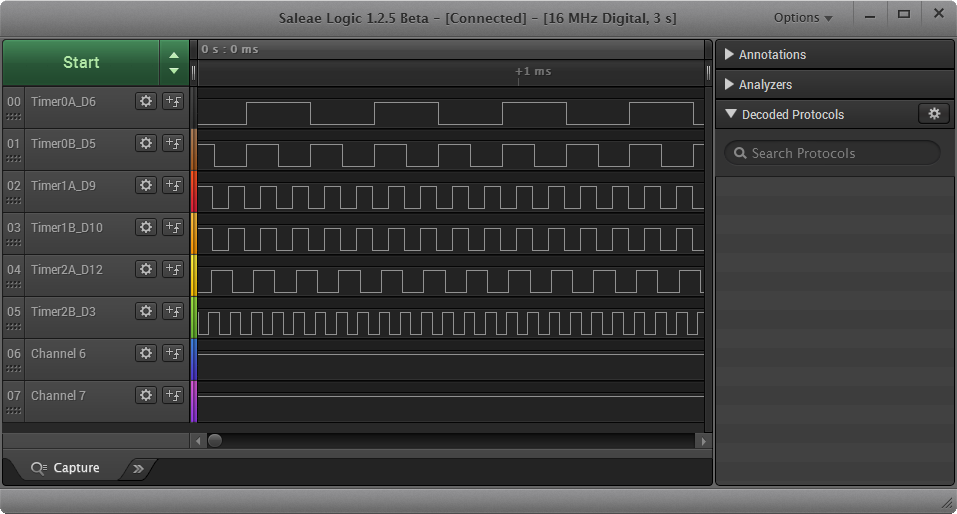 Saleae Logic 1.2.5 Beta - [Connected] - [16 MHz Digital, 3 s]
Options
Start
0 s : 0 ms
+1 ms
00 Timer0A_D6
01 Timer0B_D5
02 Timer1A_D9
03 Timer1B_D10
04 Timer2A_D12
05 Timer2B_D3
06 Channel 6
07 Channel 7
Capture
Annotations
Analyzers
Decoded Protocols
Search Protocols